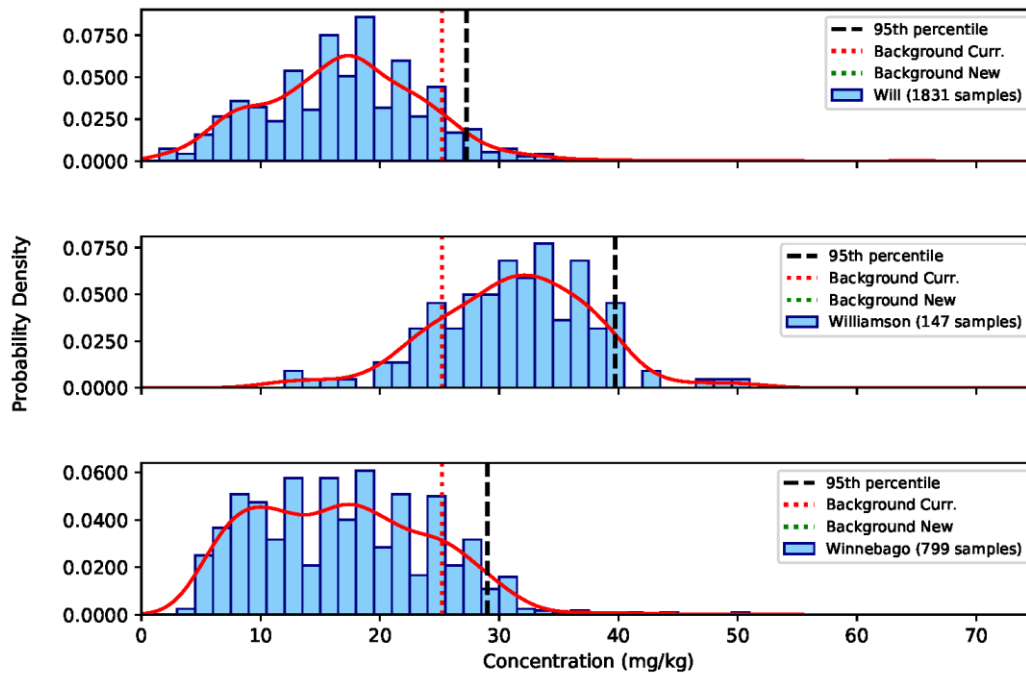 0.0750
0.0500
0.0250
0.0000
95th percentile
Background Curr.
Background New
Will (1831 samples)
Probability Density
0.0750
0.0500
0.0250
0.0000
95th percentile
Background Curr.
Background New
Williamson (147 samples)
0.0600
0.0400
0.0200
0.0000
95th percentile
Background Curr.
Background New
Winnebago (799 samples)
0 10 20 30 40 50 60 70
Concentration (mg/kg)